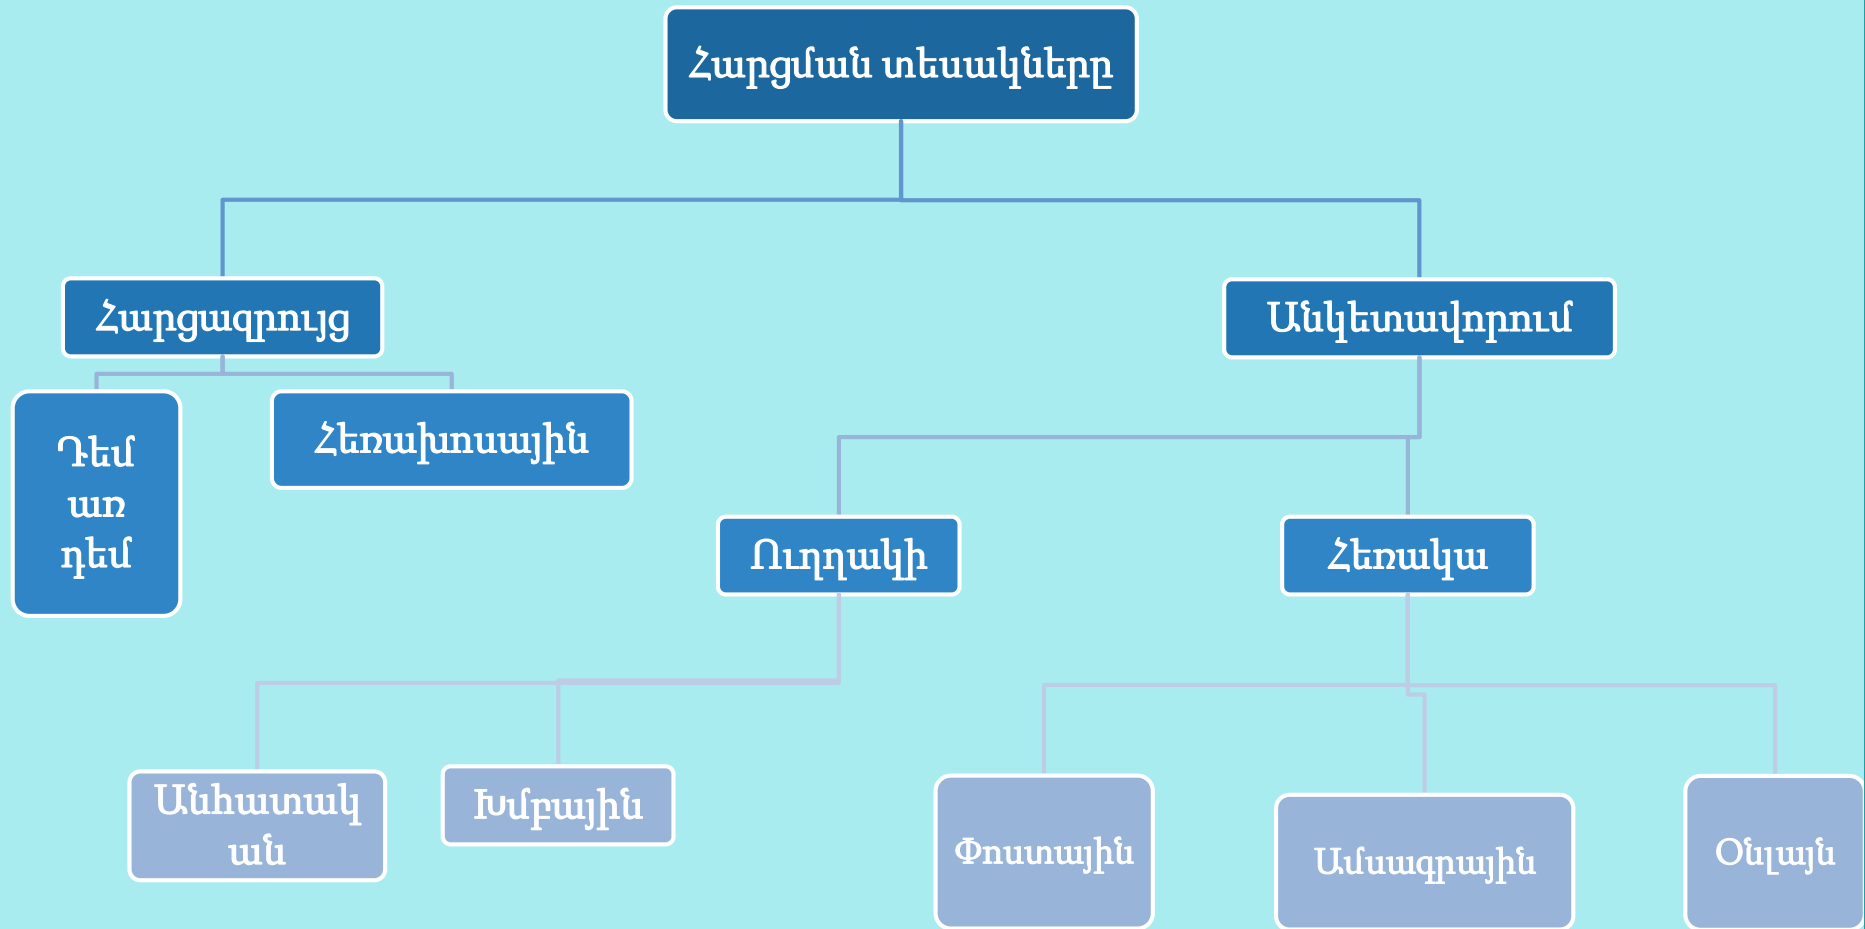 Հարցման տեսակները
Հարցազրույց
Անկետավորում
Դեմ
առ
դեմ
Հեռախոսային
Ուղղակի
Հեռակա
Անհատակ
ան
Խմբային
Փոստային
Ամսագրային
Օնլայն